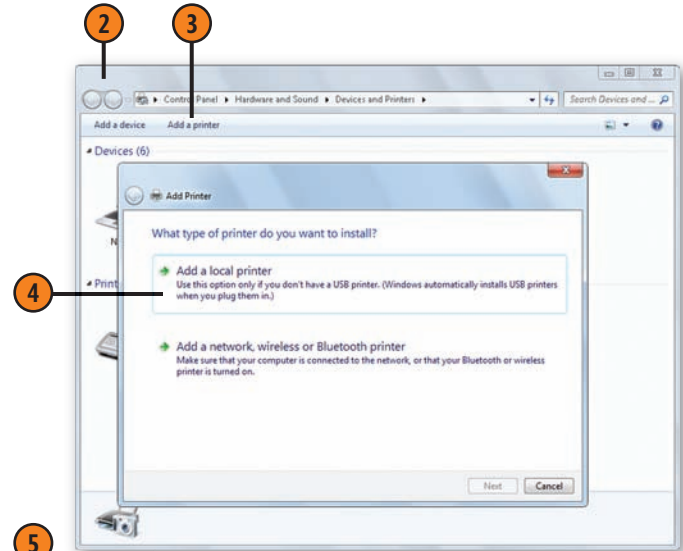 2 3
Control Panel ▸ Hardware and Sound ▸ Devices and Printers ▸
Search Devices and ...
Add a device Add a printer
Devices (6)
Add Printer
What type of printer do you want to install?
Add a local printer
Use this option only if you don't have a USB printer. (Windows automatically installs USB printers
when you plug them in.)
4
Print
Add a network, wireless or Bluetooth printer
Make sure that your computer is connected to the network, or that your Bluetooth or wireless
printer is turned on.
Next Cancel
5